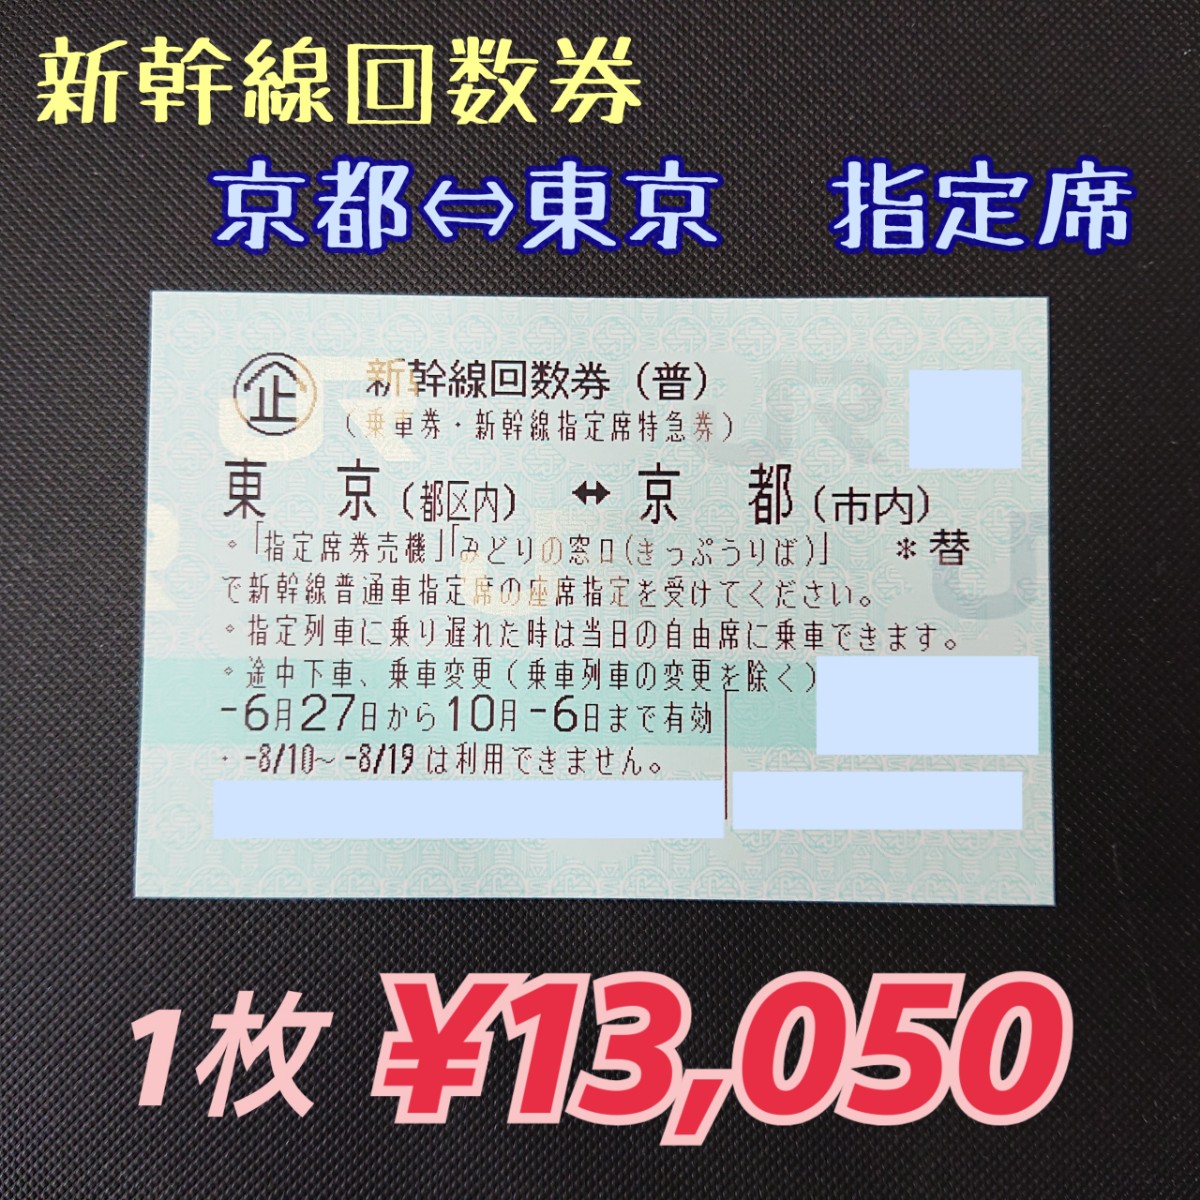 新幹線回数券
京都⇔東京 指定席
企 新幹線回数券（普）
（乗車券・新幹線指定席特急券）
東 京（都区内） ↔ 京 都（市内）
・「指定席券売機」「みどりの窓口（きっぷうりば）」 ＊替
で新幹線普通車指定席の座席指定を受けてください。
・指定列車に乗り遅れた時は当日の自由席に乗車できます。
・途中下車、乗車変更（乗車列車の変更を除く）
-6月27日から10月-6日まで有効
・-8/10～-8/19は利用できません。
1枚 ¥13,050